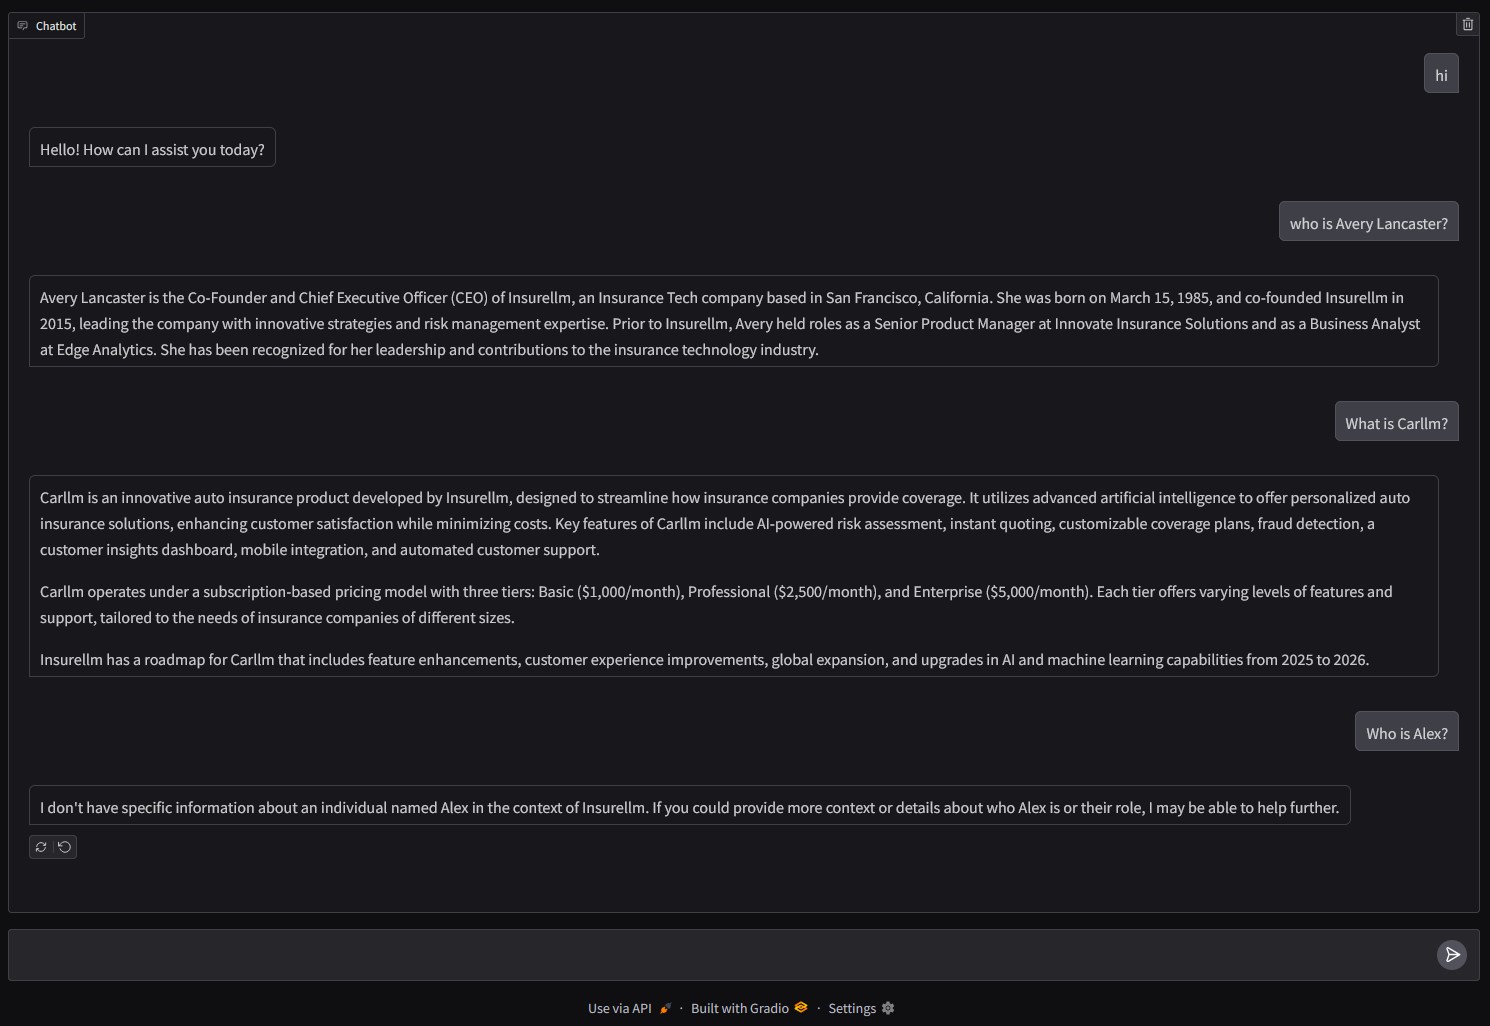 Chatbot
hi
Hello! How can I assist you today?
who is Avery Lancaster?
Avery Lancaster is the Co-Founder and Chief Executive Officer (CEO) of Insurellm, an Insurance Tech company based in San Francisco, California. She was born on March 15, 1985, and co-founded Insurellm in
2015, leading the company with innovative strategies and risk management expertise. Prior to Insurellm, Avery held roles as a Senior Product Manager at Innovate Insurance Solutions and as a Business Analyst
at Edge Analytics. She has been recognized for her leadership and contributions to the insurance technology industry.
What is Carllm?
Carllm is an innovative auto insurance product developed by Insurellm, designed to streamline how insurance companies provide coverage. It utilizes advanced artificial intelligence to offer personalized auto
insurance solutions, enhancing customer satisfaction while minimizing costs. Key features of Carllm include AI-powered risk assessment, instant quoting, customizable coverage plans, fraud detection, a
customer insights dashboard, mobile integration, and automated customer support.
Carllm operates under a subscription-based pricing model with three tiers: Basic ($1,000/month), Professional ($2,500/month), and Enterprise ($5,000/month). Each tier offers varying levels of features and
support, tailored to the needs of insurance companies of different sizes.
Insurellm has a roadmap for Carllm that includes feature enhancements, customer experience improvements, global expansion, and upgrades in AI and machine learning capabilities from 2025 to 2026.
Who is Alex?
I don't have specific information about an individual named Alex in the context of Insurellm. If you could provide more context or details about who Alex is or their role, I may be able to help further.
Use via API · Built with Gradio · Settings